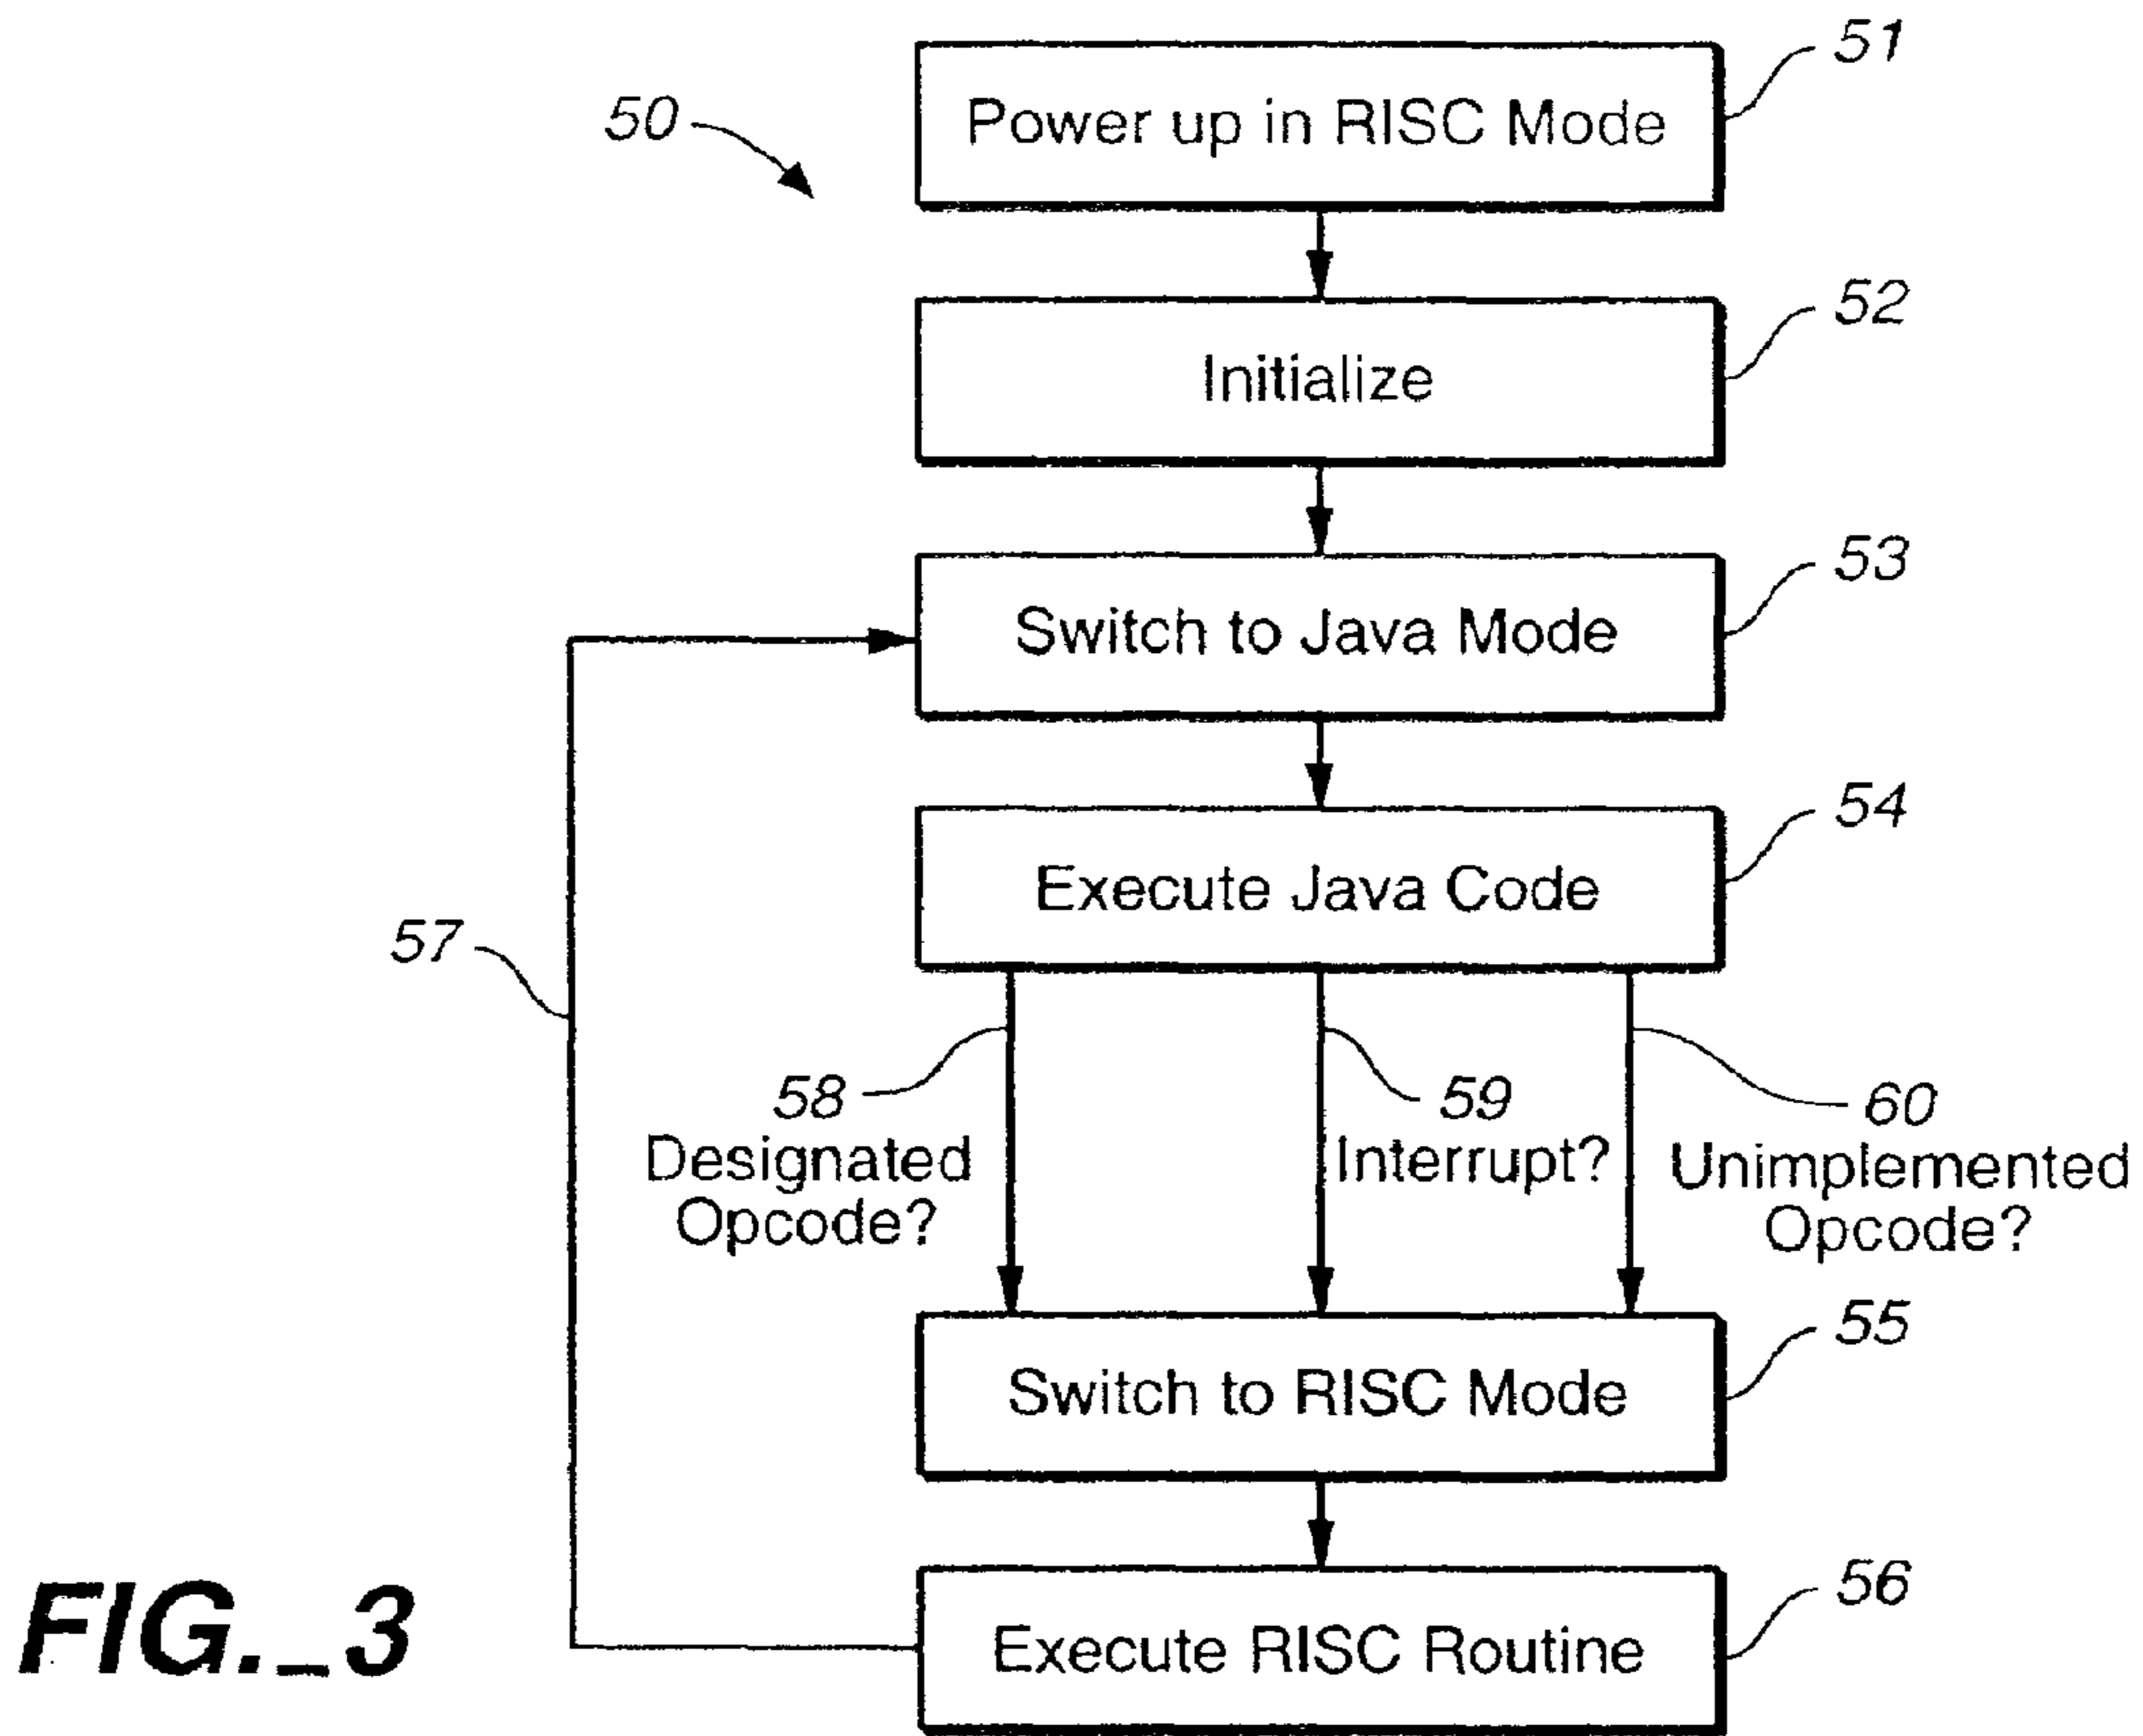 51
50
Power up in RISC Mode
52
Initialize
53
Switch to Java Mode
54
Execute Java Code
57
58
Designated
Opcode?
59
Interrupt?
60
Unimplemented
Opcode?
55
Switch to RISC Mode
56
Execute RISC Routine
FIG._3